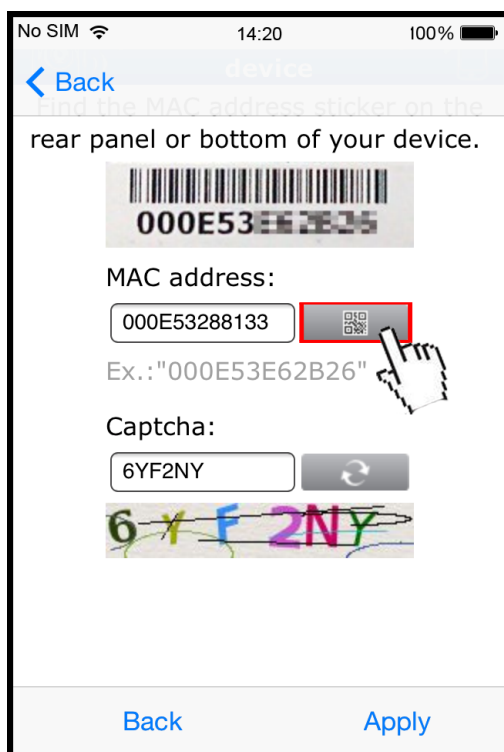 No SIM 14:20 100%
device
Back
Find the MAC address sticker on the
rear panel or bottom of your device.
000E53E62B26
MAC address:
000E53288133
Ex.:"000E53E62B26"
Captcha:
6YF2NY
6YF2NY
Back Apply